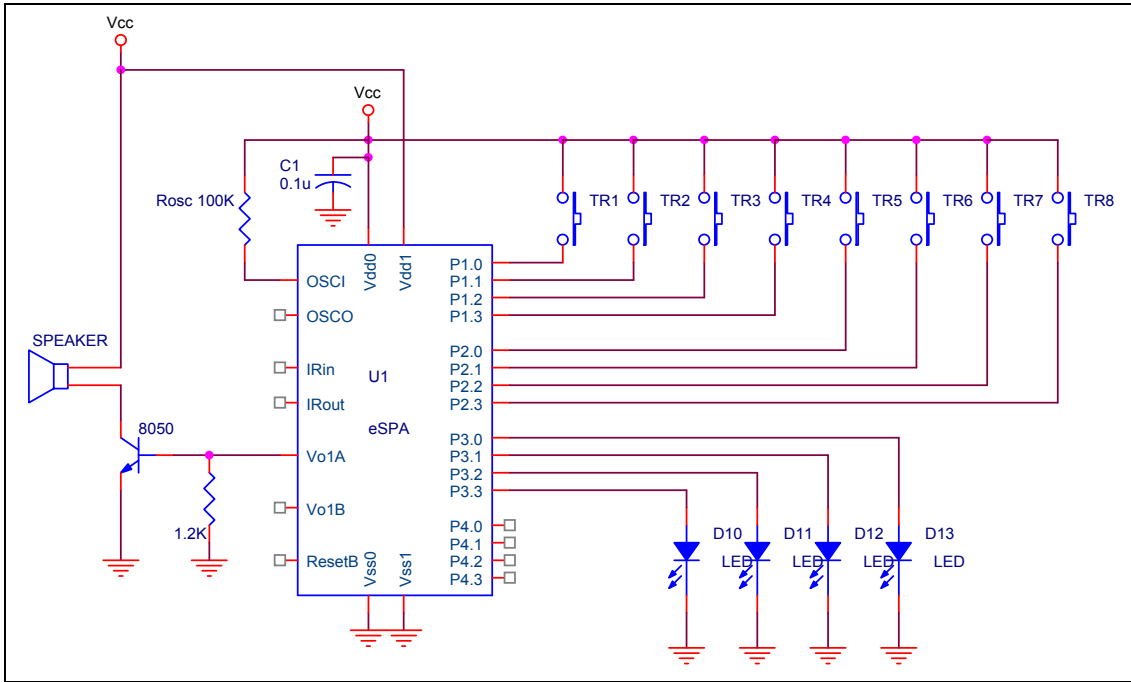 Vcc
Vcc
C1
0.1u
Rosc 100K
TR1
TR2
TR3
TR4
TR5
TR6
TR7
TR8
Vdd0
Vdd1
OSCI
OSCO
IRin
IRout
Vo1A
Vo1B
ResetB
U1
eSPA
Vss0
Vss1
P1.0
P1.1
P1.2
P1.3
P2.0
P2.1
P2.2
P2.3
P3.0
P3.1
P3.2
P3.3
P4.0
P4.1
P4.2
P4.3
SPEAKER
8050
1.2K
D10
LED
D11
LED
D12
LED
D13
LED